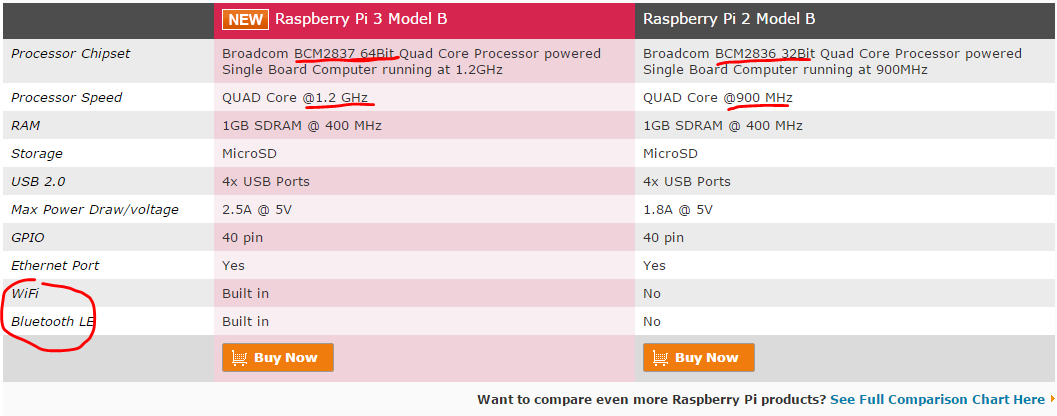 NEW Raspberry Pi 3 Model B Raspberry Pi 2 Model B
Processor Chipset Broadcom BCM2837 64Bit Quad Core Processor powered Single Board Computer running at 1.2GHz Broadcom BCM2836 32Bit Quad Core Processor powered Single Board Computer running at 900MHz
Processor Speed QUAD Core @1.2 GHz QUAD Core @900 MHz
RAM 1GB SDRAM @ 400 MHz 1GB SDRAM @ 400 MHz
Storage MicroSD MicroSD
USB 2.0 4x USB Ports 4x USB Ports
Max Power Draw/voltage 2.5A @ 5V 1.8A @ 5V
GPIO 40 pin 40 pin
Ethernet Port Yes Yes
WiFi Built in No
Bluetooth LE Built in No
Buy Now Buy Now
Want to compare even more Raspberry Pi products? See Full Comparison Chart Here